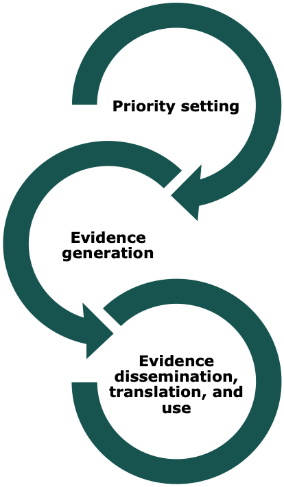 Priority setting
Evidence
generation
Evidence
dissemination,
translation, and
use